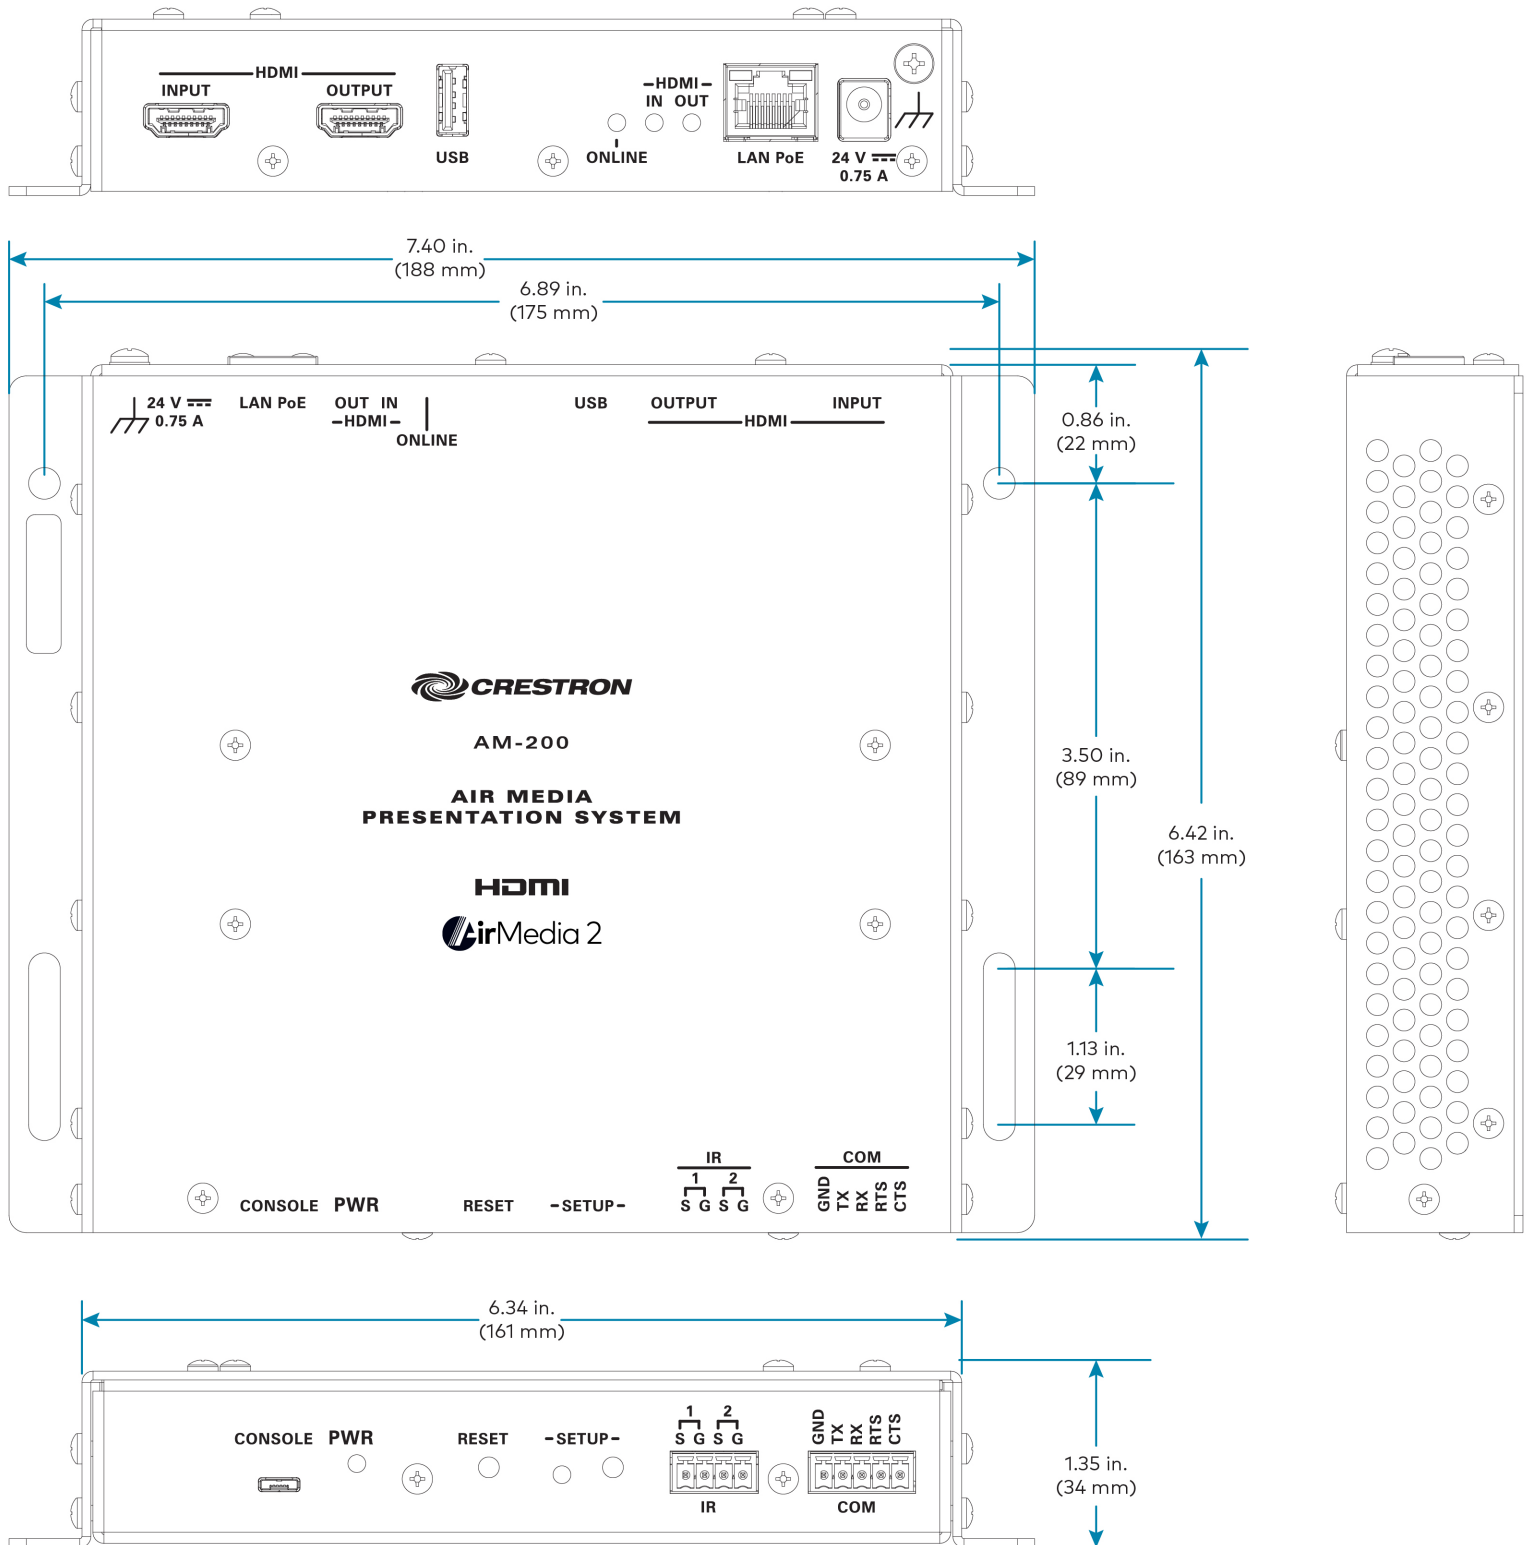 HDMI
INPUT OUTPUT
USB
HDMI
IN OUT
ONLINE
LAN PoE
24 V
0.75 A
7.40 in.
(188 mm)
6.89 in.
(175 mm)
24 V
0.75 A
LAN PoE
OUT IN
HDMI
ONLINE
USB
OUTPUT INPUT
HDMI
0.86 in.
(22 mm)
CRESTRON
AM-200
AIR MEDIA
PRESENTATION SYSTEM
HDMI
AirMedia 2
3.50 in.
(89 mm)
6.42 in.
(163 mm)
1.13 in.
(29 mm)
CONSOLE PWR
RESET
-SETUP-
IR
1 2
S G S G
COM
GND
TX
RX
RTS
CTS
6.34 in.
(161 mm)
CONSOLE PWR
RESET
-SETUP-
1 2
S G S G
IR
GND
TX
RX
RTS
CTS
COM
1.35 in.
(34 mm)